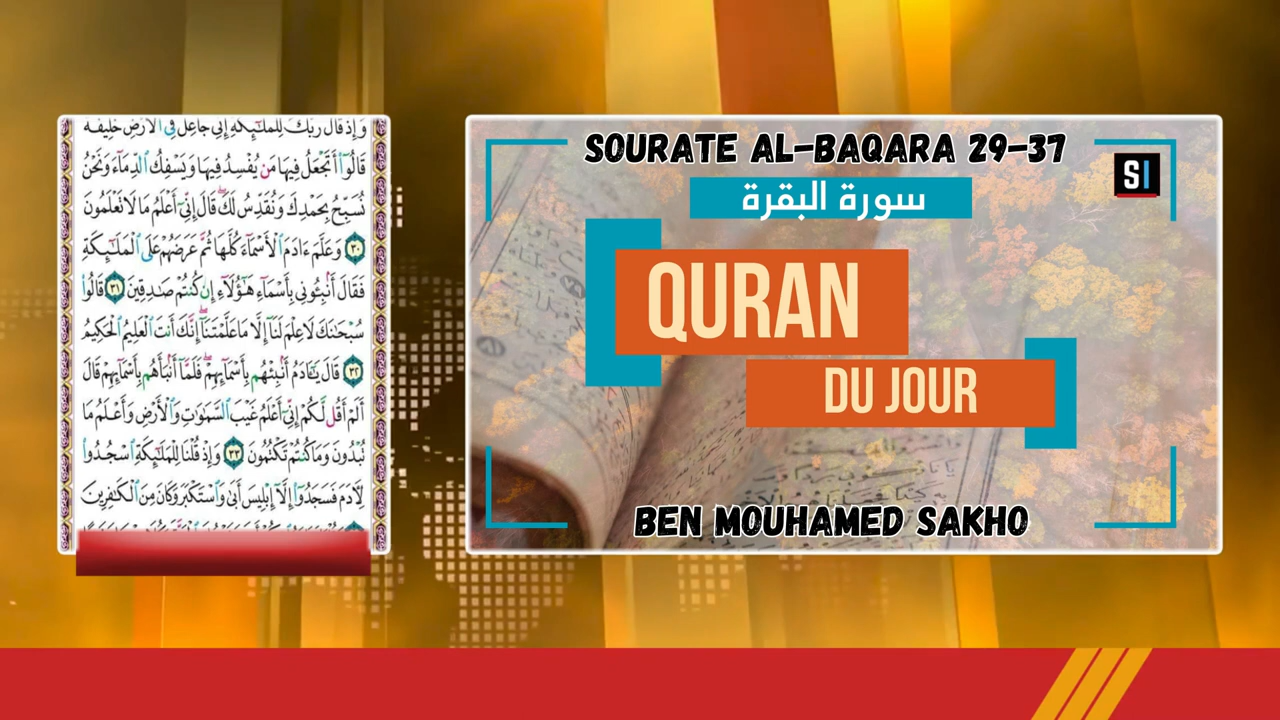 وَإِذْ قَالَ رَبُّكَ لِلْمَلَـٰٓئِكَةِ إِنِّي جَاعِلٌ فِي ٱلْأَرْضِ خَلِيفَةً
قَالُوٓاْ أَتَجْعَلُ فِيهَا مَن يُفْسِدُ فِيهَا وَيَسْفِكُ ٱلدِّمَآءَ وَنَحْنُ
نُسَبِّحُ بِحَمْدِكَ وَنُقَدِّسُ لَكَۖ قَالَ إِنِّيٓ أَعْلَمُ مَا لَا تَعْلَمُونَ
٣٠ وَعَلَّمَ ءَادَمَ ٱلْأَسْمَآءَ كُلَّهَا ثُمَّ عَرَضَهُمْ عَلَى ٱلْمَلَـٰٓئِكَةِ
فَقَالَ أَنۢبِـُٔونِي بِأَسْمَآءِ هَـٰٓؤُلَآءِ إِن كُنتُمْ صَـٰدِقِينَ ٣١ قَالُواْ
سُبْحَـٰنَكَ لَا عِلْمَ لَنَآ إِلَّا مَا عَلَّمْتَنَآۖ إِنَّكَ أَنتَ ٱلْعَلِيمُ ٱلْحَكِيمُ
٣٢ قَالَ يَـٰٓـَٔادَمُ أَنۢبِئْهُم بِأَسْمَآئِهِمْۖ فَلَمَّآ أَنۢبَأَهُم بِأَسْمَآئِهِمْ قَالَ
أَلَمْ أَقُل لَّكُمْ إِنِّيٓ أَعْلَمُ غَيْبَ ٱلسَّمَـٰوَٰتِ وَٱلْأَرْضِ وَأَعْلَمُ مَا
تُبْدُونَ وَمَا كُنتُمْ تَكْتُمُونَ ٣٣ وَإِذْ قُلْنَا لِلْمَلَـٰٓئِكَةِ ٱسْجُدُواْ
لِأٓدَمَ فَسَجَدُوٓاْ إِلَّآ إِبْلِيسَ أَبَىٰ وَٱسْتَكْبَرَ وَكَانَ مِنَ ٱلْكَـٰفِرِينَ
SOURATE AL-BAQARA 29-37
SI
سورة البقرة
QURAN
DU JOUR
BEN MOUHAMED SAKHO